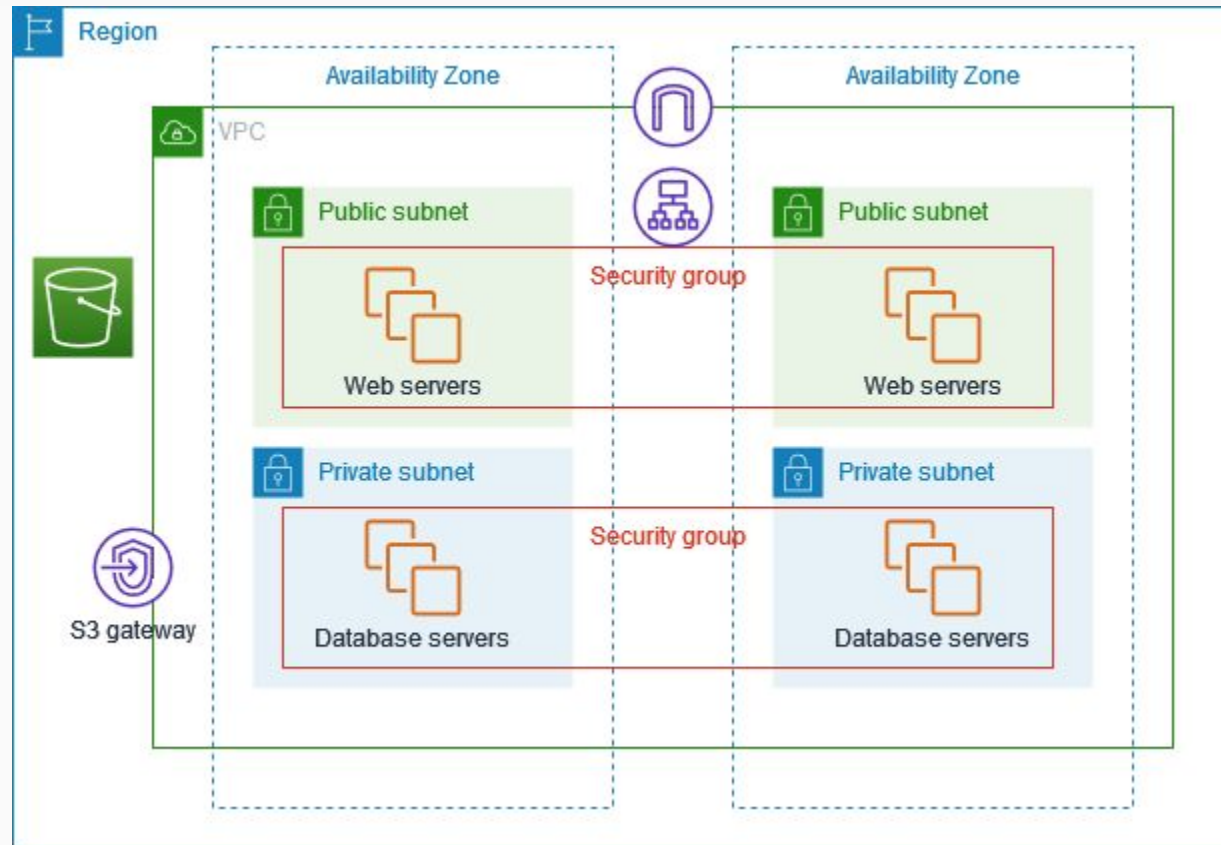 Region
Availability Zone
Availability Zone
VPC
Public subnet
Public subnet
Security group
Web servers
Web servers
Private subnet
Private subnet
Security group
Database servers
Database servers
S3 gateway